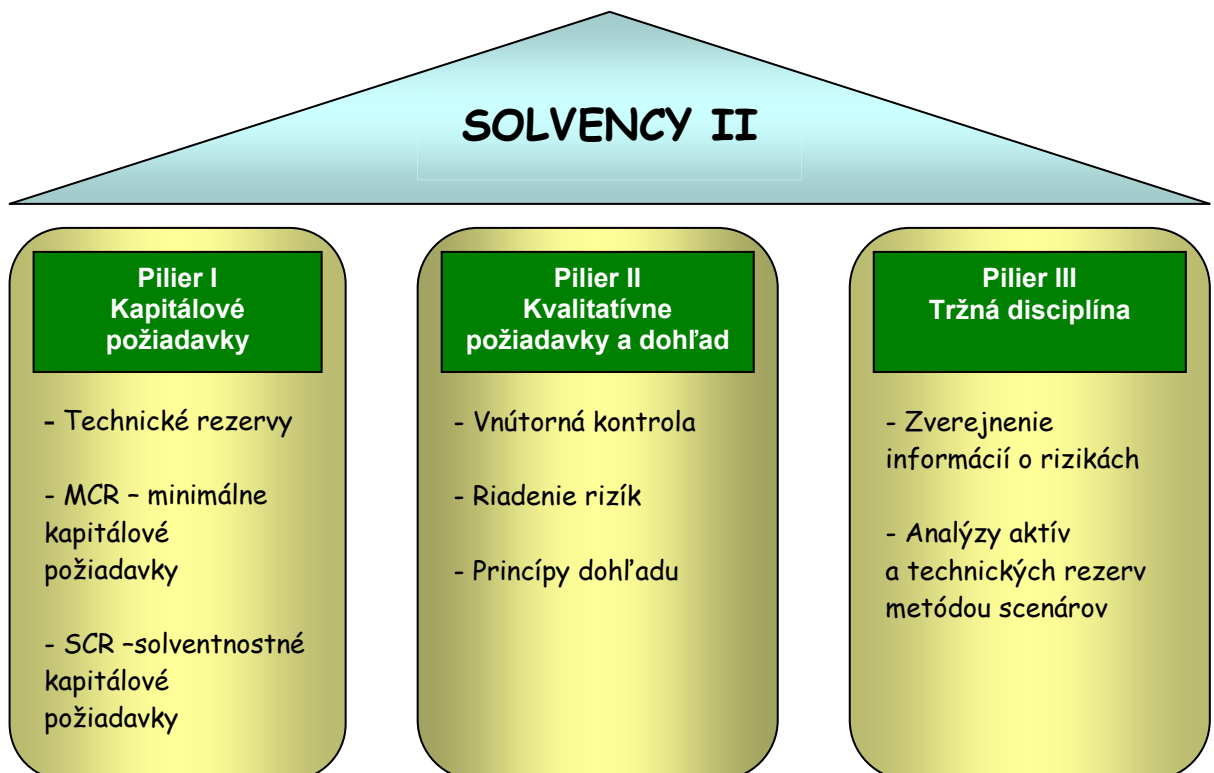 SOLVENCY II
Pilier I
Kapitálové
požiadavky
- Technické rezervy
- MCR – minimálne
kapitálové
požiadavky
- SCR –solventnostné
kapitálové
požiadavky
Pilier II
Kvalitatívne
požiadavky a dohľad
- Vnútorná kontrola
- Riadenie rizík
- Princípy dohľadu
Pilier III
Tržná disciplína
- Zverejnenie
informácií o rizikách
- Analýzy aktív
a technických rezerv
metódou scenárov